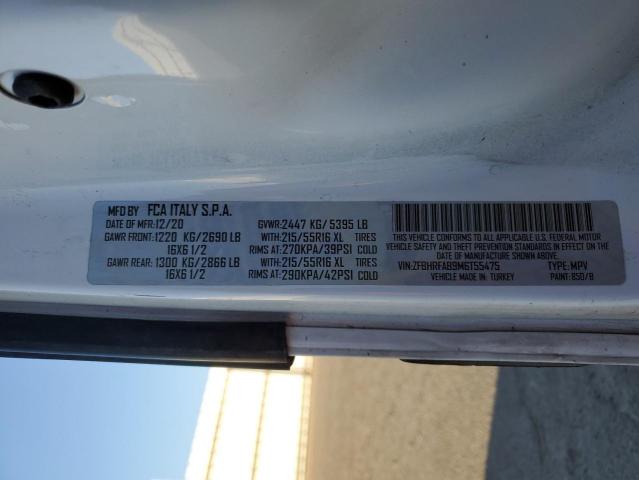 MFD BY FCA ITALY S.P.A.
DATE OF MFR: 12/20 GVWR: 2447 KG/ 5395 LB
GAWR FRONT: 1220 KG/ 2690 LB WITH: 215/55R16 XL TIRES
16X6 1/2 RIMS AT: 270KPA/39PSI COLD
GAWR REAR: 1300 KG/ 2866 LB WITH: 215/55R16 XL TIRES
16X6 1/2 RIMS AT: 290KPA/42PSI COLD
THIS VEHICLE CONFORMS TO ALL APPLICABLE U.S. FEDERAL MOTOR
VEHICLE SAFETY AND THEFT PREVENTION STANDARDS IN EFFECT ON THE DATE
OF MANUFACTURE SHOWN ABOVE.
VIN: ZFBHRFAB9M6T55475 TYPE: MPV
VEHICLE MADE IN: TURKEY PAINT: 850/B